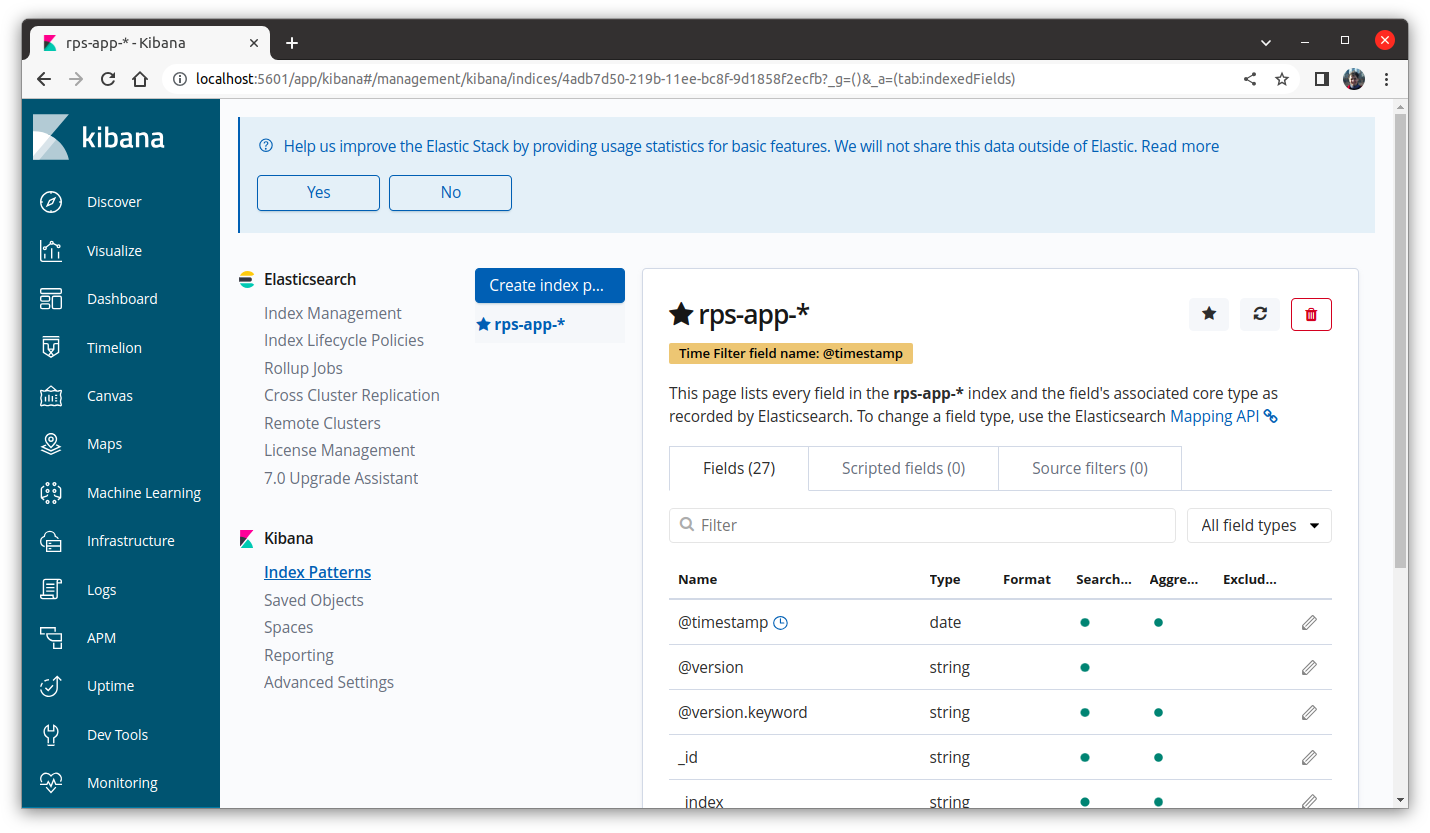 rps-app-* - Kibana
localhost:5601/app/kibana#/management/kibana/indices/4adb7d50-219b-11ee-bc8f-9d1858f2ecfb?_g=()&_a=(tab:indexedFields)
kibana
Discover
Visualize
Dashboard
Timelion
Canvas
Maps
Machine Learning
Infrastructure
Logs
APM
Uptime
Dev Tools
Monitoring
Help us improve the Elastic Stack by providing usage statistics for basic features. We will not share this data outside of Elastic. Read more
Yes No
Elasticsearch
Index Management
Index Lifecycle Policies
Rollup Jobs
Cross Cluster Replication
Remote Clusters
License Management
7.0 Upgrade Assistant
Kibana
Index Patterns
Saved Objects
Spaces
Reporting
Advanced Settings
Create index p...
rps-app-*
rps-app-*
Time Filter field name: @timestamp
This page lists every field in the rps-app-* index and the field's associated core type as
recorded by Elasticsearch. To change a field type, use the Elasticsearch Mapping API
Fields (27) Scripted fields (0) Source filters (0)
Filter All field types
Name Type Format Search... Aggre... Exclud...
@timestamp date
@version string
@version.keyword string
_id string
_index string